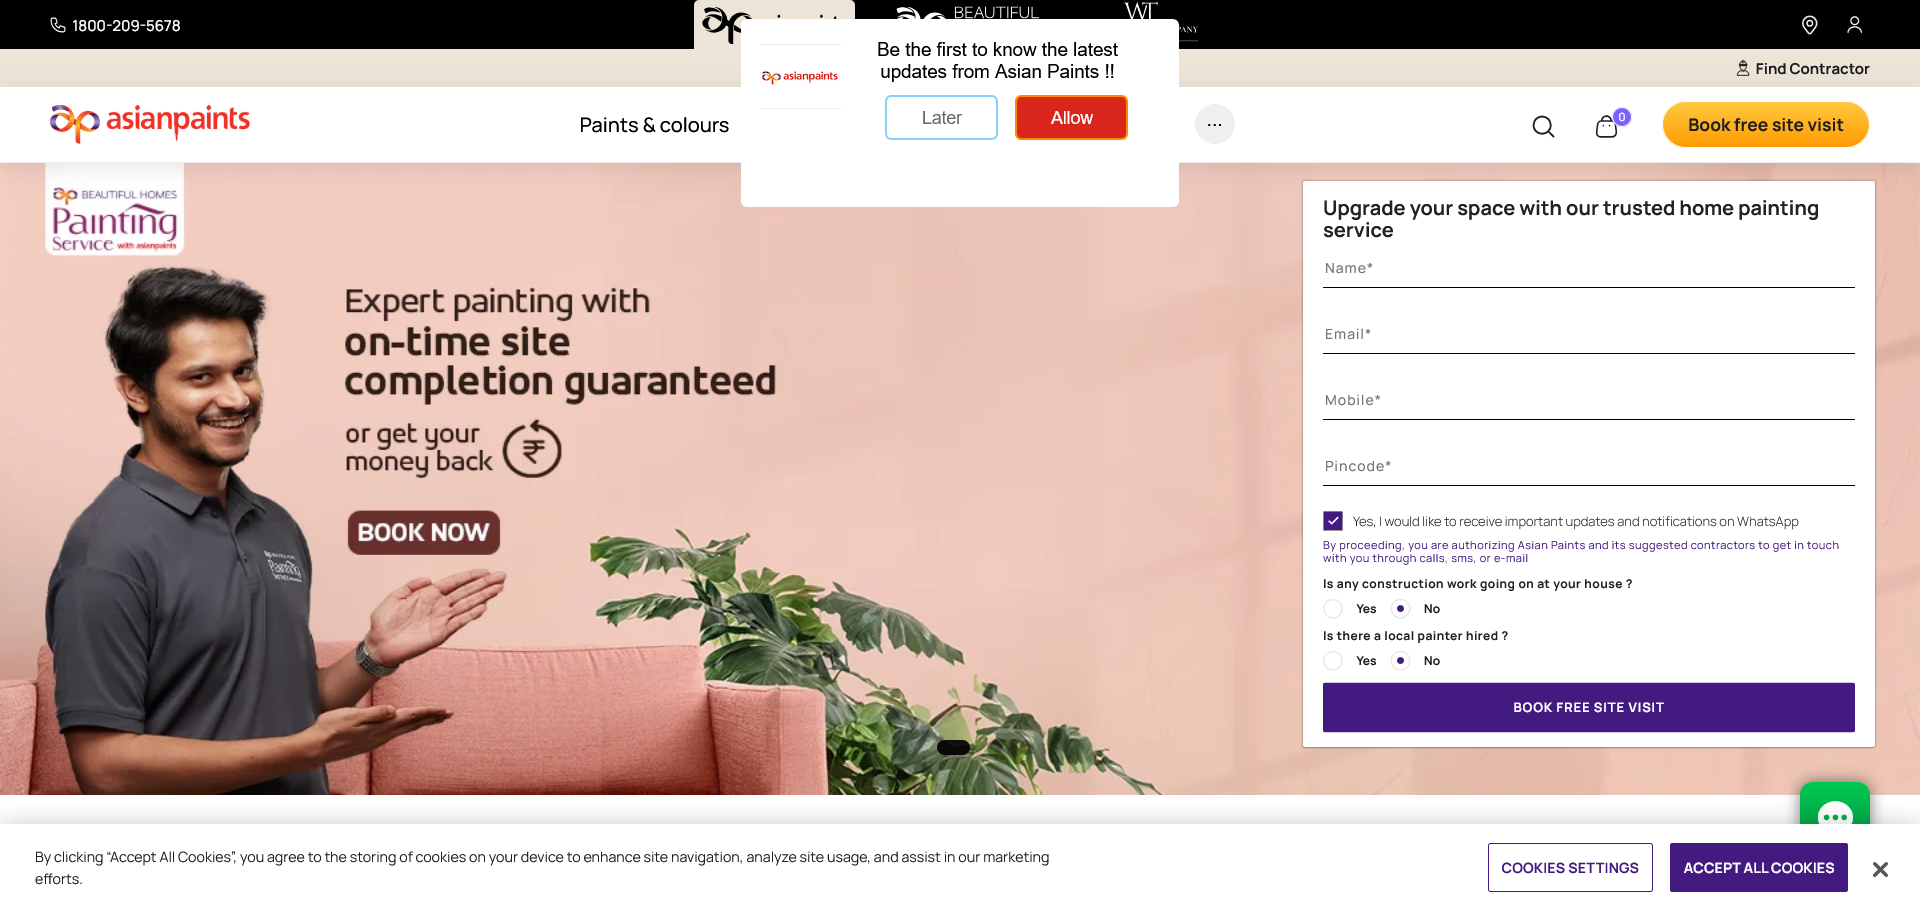 1800-209-5678
BEAUTIFUL
WT
Find Contractor
asianpaints
Be the first to know the latest
updates from Asian Paints !!
Later
Allow
asianpaints
Paints & colours
...
0
Book free site visit
BEAUTIFUL HOMES
Painting
Service with asianpaints
Expert painting with
on-time site
completion guaranteed
or get your
money back ₹
BOOK NOW
BEAUTIFUL HOMES
Painting
Service
Upgrade your space with our trusted home painting
service
Name*
Email*
Mobile*
Pincode*
Yes, I would like to receive important updates and notifications on WhatsApp
By proceeding, you are authorizing Asian Paints and its suggested contractors to get in touch
with you through calls, sms, or e-mail
Is any construction work going on at your house ?
Yes No
Is there a local painter hired ?
Yes No
BOOK FREE SITE VISIT
By clicking “Accept All Cookies”, you agree to the storing of cookies on your device to enhance site navigation, analyze site usage, and assist in our marketing
efforts.
COOKIES SETTINGS
ACCEPT ALL COOKIES